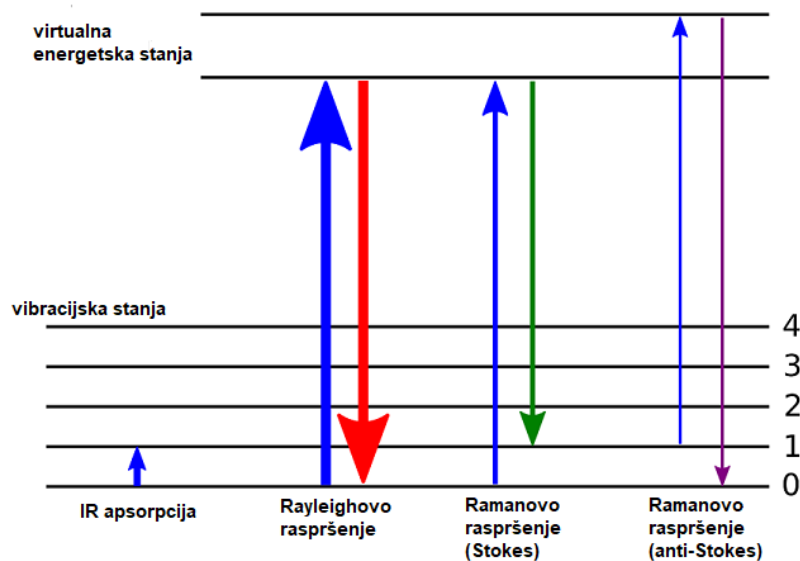 virtualna
energetska stanja
vibracijska stanja
4
3
2
1
0
IR apsorpcija
Rayleighovo
raspršenje
Ramanovo
raspršenje
(Stokes)
Ramanovo
raspršenje
(anti-Stokes)